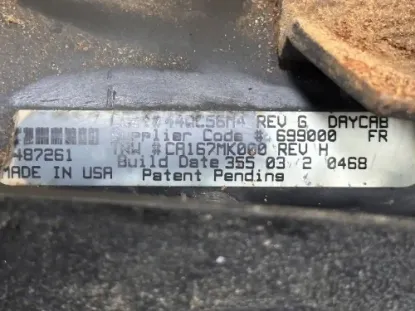 REV G DAYCAB
Supplier Code # 699000 FR
487261 TNW #CA167MK000 REV H
Build Date 355 03 2 0468
MADE IN USA Patent Pending